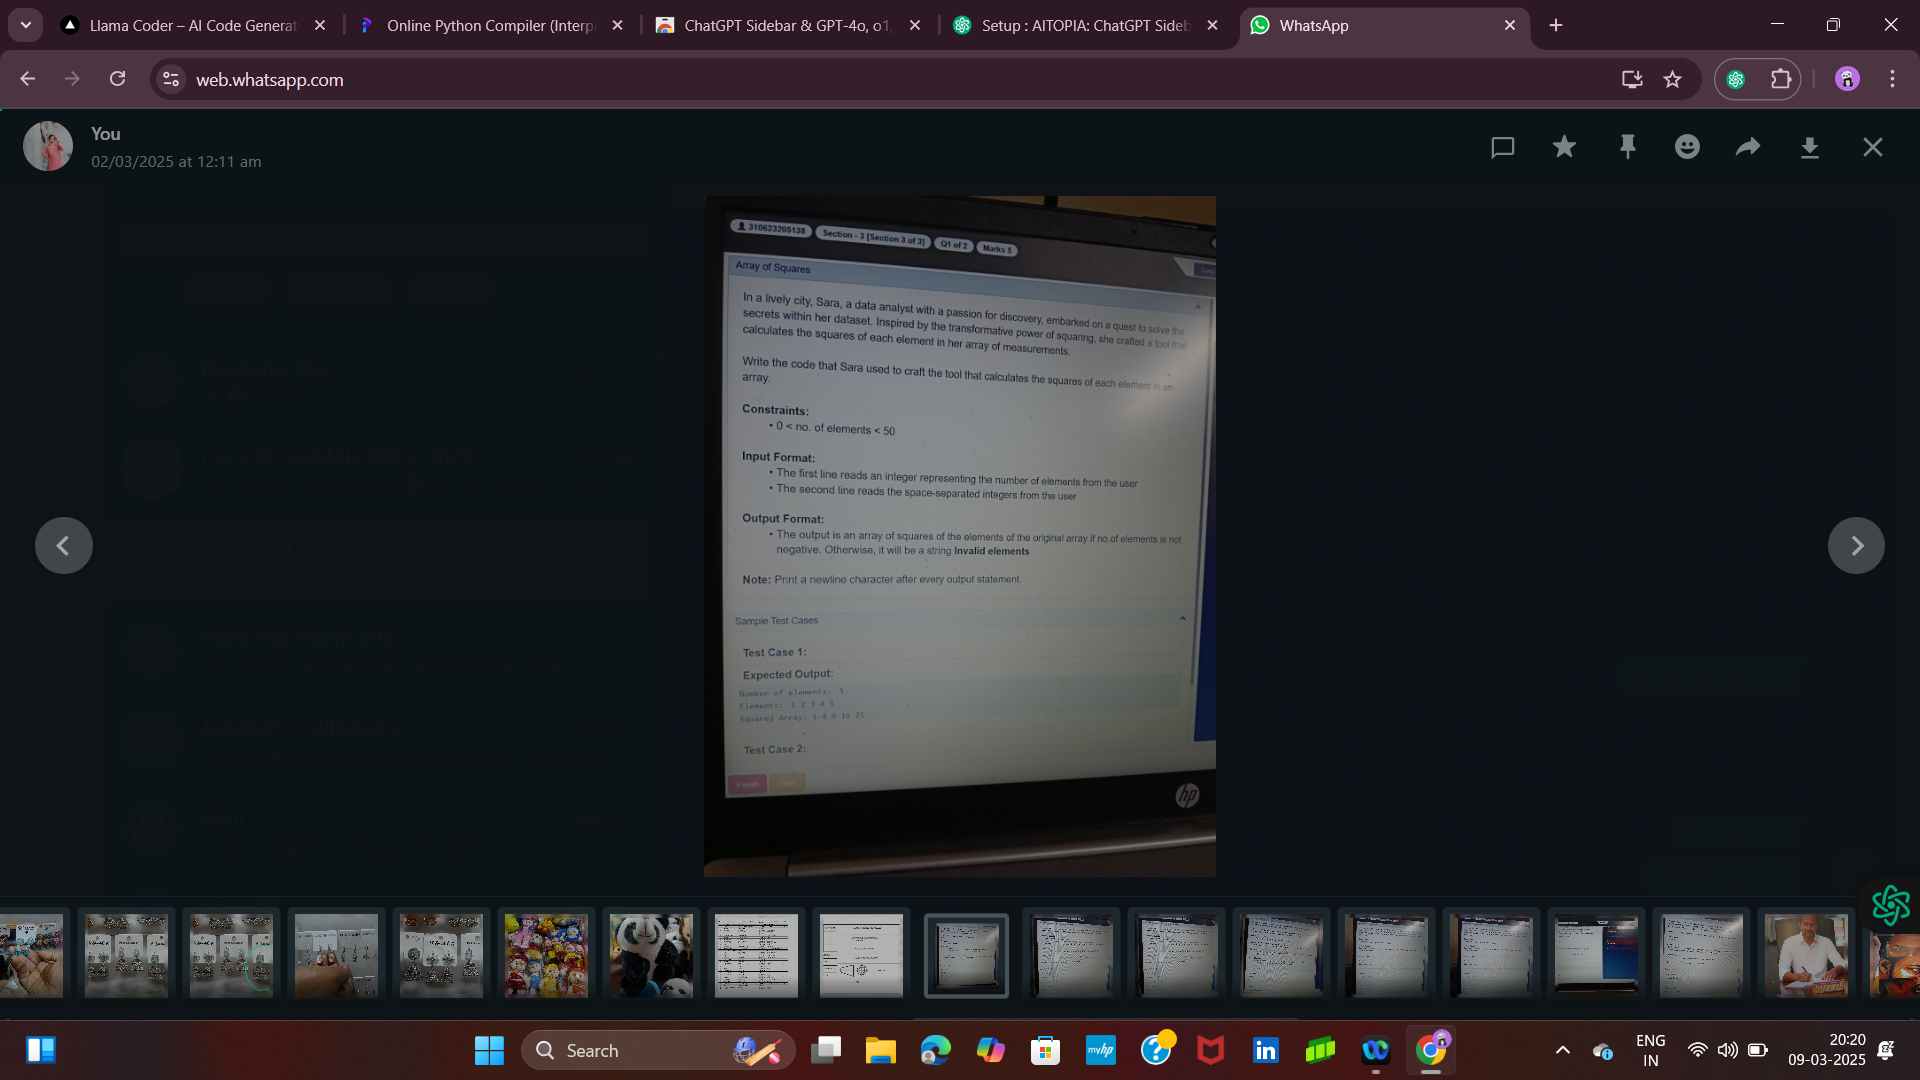 Llama Coder – AI Code Generat
Online Python Compiler (Interp
ChatGPT Sidebar & GPT-4o, o1,
Setup : AITOPIA: ChatGPT Sideb
WhatsApp
web.whatsapp.com
You
02/03/2025 at 12:11 am
310623205138
Section - 3 [Section 3 of 3]
Q1 of 2
Marks 5
Array of Squares
In a lively city, Sara, a data analyst with a passion for discovery, embarked on a quest to solve the
secrets within her dataset. Inspired by the transformative power of squaring, she crafted a tool that
calculates the squares of each element in her array of measurements.
Write the code that Sara used to craft the tool that calculates the squares of each element in an
array.
Constraints:
• 0 < no. of elements < 50
Input Format:
• The first line reads an integer representing the number of elements from the user
• The second line reads the space-separated integers from the user
Output Format:
• The output is an array of squares of the elements of the original array if no.of elements is not
negative. Otherwise, it will be a string Invalid elements
Note: Print a newline character after every output statement.
Sample Test Cases
Test Case 1:
Expected Output:
Number of elements: 5
Elements: 1 2 3 4 5
Squared Array: 1 4 9 16 25
Test Case 2:
Finish
hp
AIML Placement 2027
Juneberry Collectionz
Search
myhp
in
ENG
IN
20:20
09-03-2025